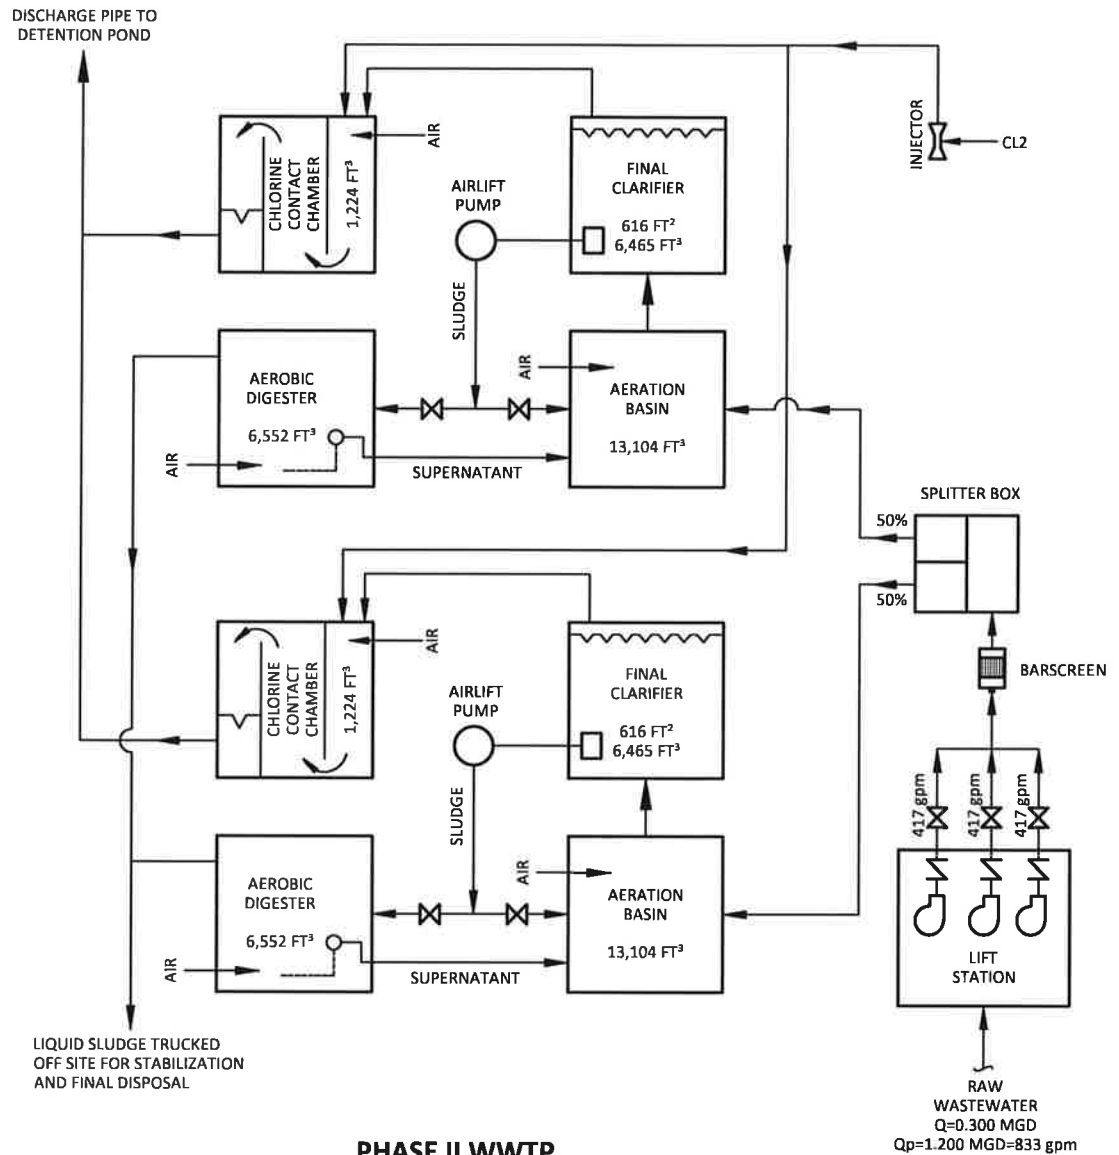 DISCHARGE PIPE TO
DETENTION POND
INJECTOR
CL2
AIR
CHLORINE
CONTACT
CHAMBER
1,224 FT³
AIRLIFT
PUMP
FINAL
CLARIFIER
616 FT²
6,465 FT³
SLUDGE
AEROBIC
DIGESTER
6,552 FT³
AIR
AIR
AERATION
BASIN
13,104 FT³
SUPERNATANT
SPLITTER BOX
50%
50%
BARSCREEN
AIR
CHLORINE
CONTACT
CHAMBER
1,224 FT³
AIRLIFT
PUMP
FINAL
CLARIFIER
616 FT²
6,465 FT³
SLUDGE
AEROBIC
DIGESTER
6,552 FT³
AIR
AIR
AERATION
BASIN
13,104 FT³
SUPERNATANT
417 gpm
417 gpm
417 gpm
LIFT
STATION
LIQUID SLUDGE TRUCKED
OFF SITE FOR STABILIZATION
AND FINAL DISPOSAL
RAW
WASTEWATER
Q=0.300 MGD
Qp=1.200 MGD=833 gpm
PHASE II WWTP